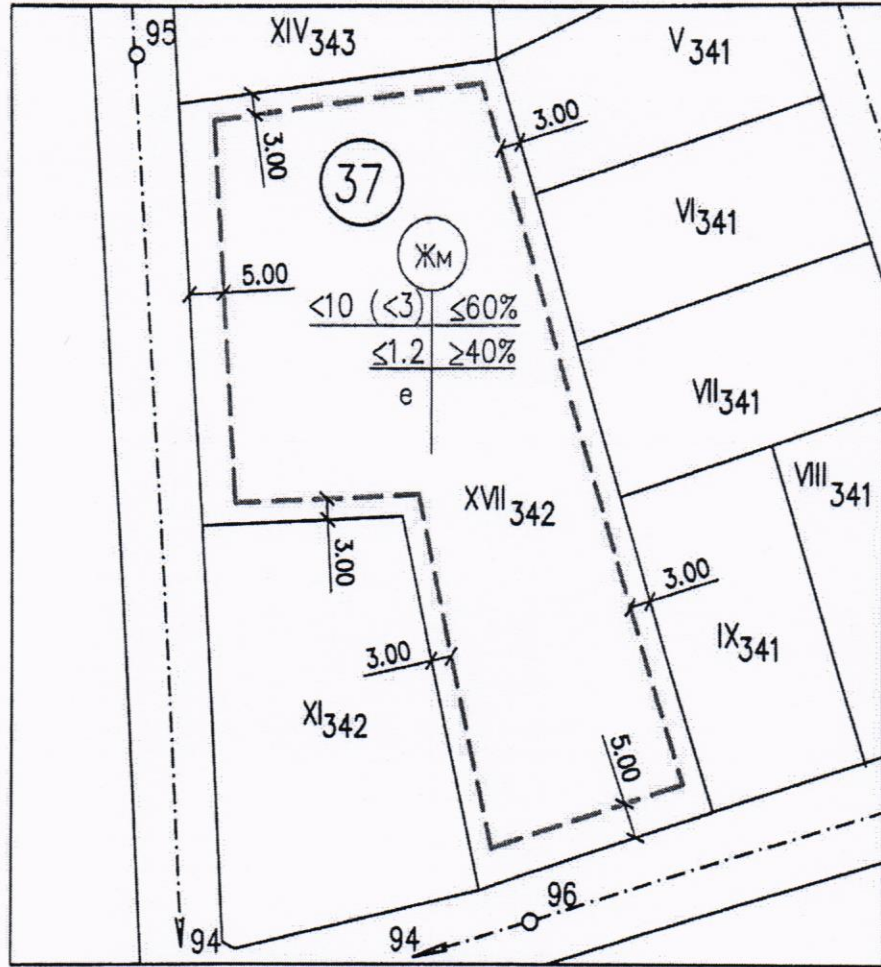 95
XIV343
V341
3.00
3.00
37
VI341
Жм
5.00
<10 (<3) ≤60%
≤1.2 ≥40%
е
VII341
VIII341
XVII342
3.00
3.00
3.00
IX341
XI342
5.00
96
94
94